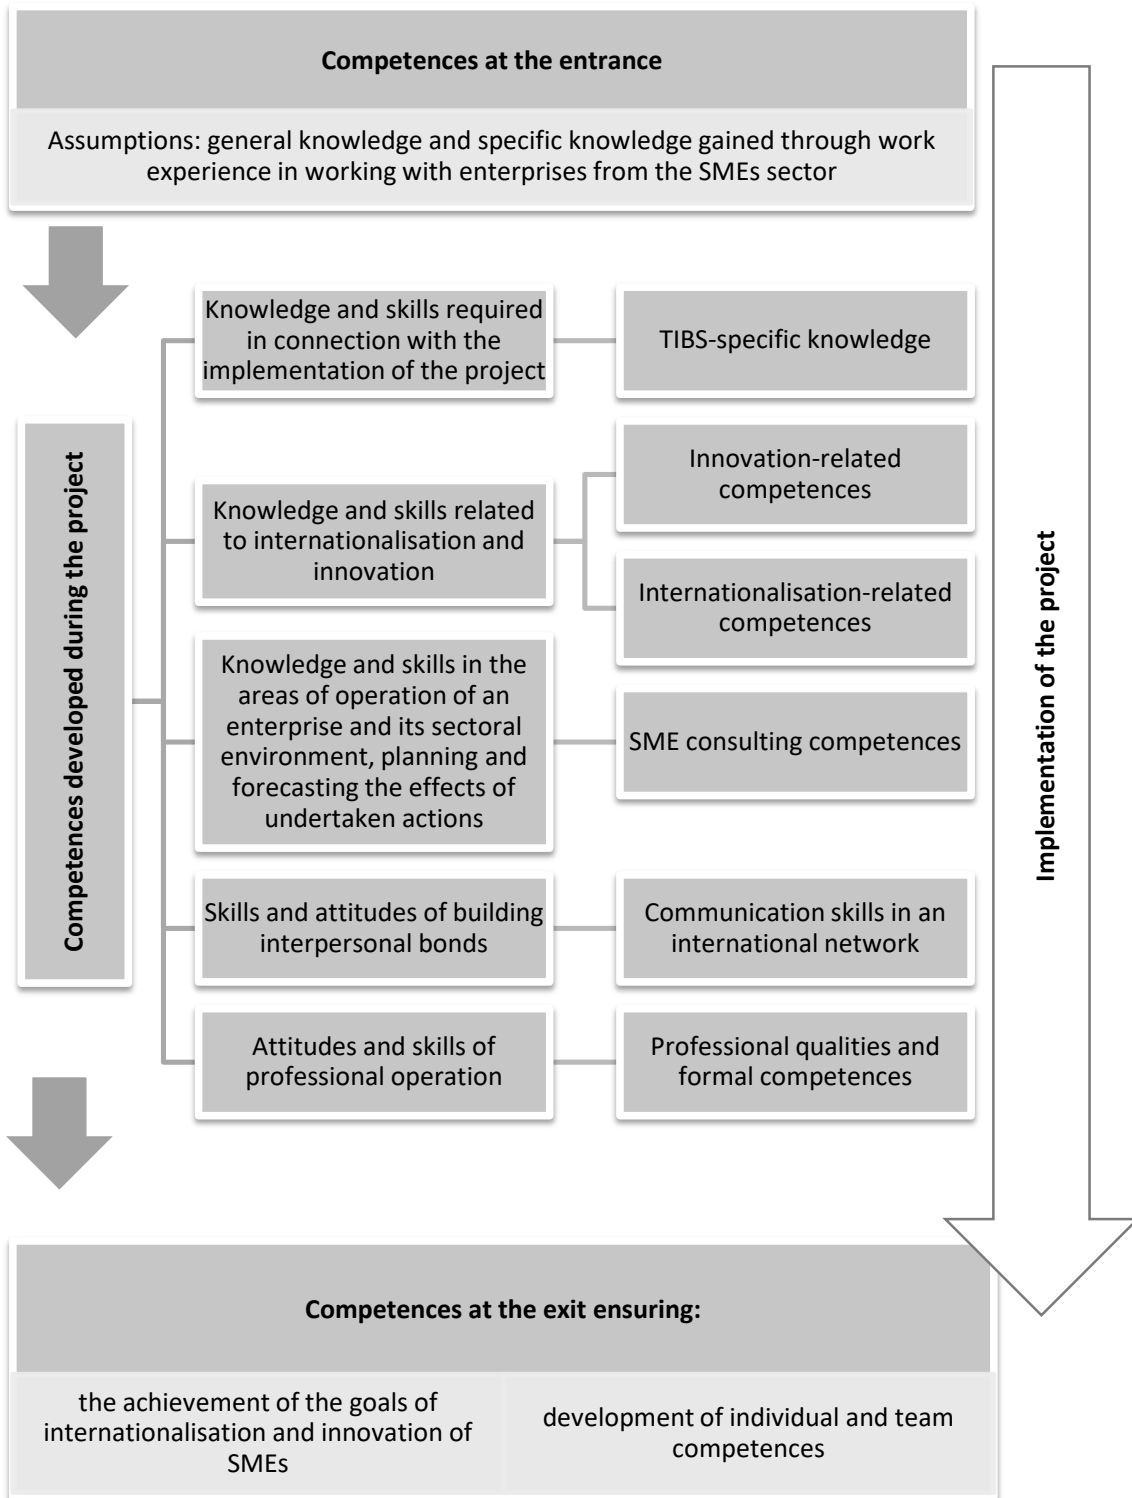 Competences at the entrance
Assumptions: general knowledge and specific knowledge gained through work
experience in working with enterprises from the SMEs sector
Competences developed during the project
Knowledge and skills required
in connection with the
implementation of the project
TIBS-specific knowledge
Knowledge and skills related
to internationalisation and
innovation
Innovation-related
competences
Internationalisation-related
competences
Knowledge and skills in the
areas of operation of an
enterprise and its sectoral
environment, planning and
forecasting the effects of
undertaken actions
SME consulting competences
Skills and attitudes of building
interpersonal bonds
Communication skills in an
international network
Attitudes and skills of
professional operation
Professional qualities and
formal competences
Implementation of the project
Competences at the exit ensuring:
the achievement of the goals of
internationalisation and innovation of
SMEs
development of individual and team
competences